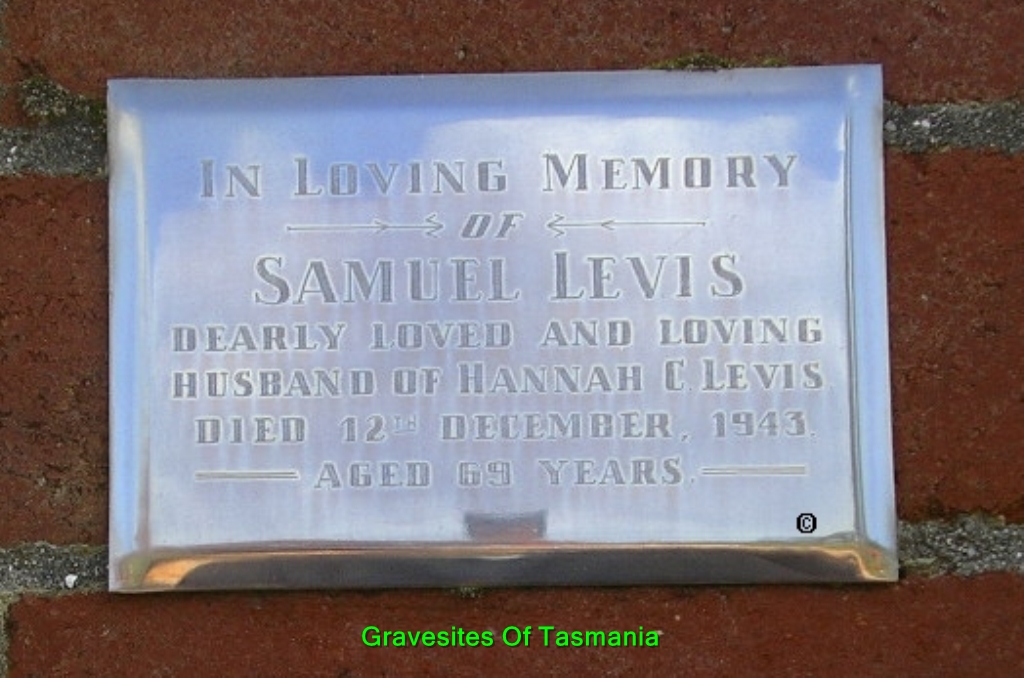 IN LOVING MEMORY
OF
SAMUEL LEVIS
DEARLY LOVED AND LOVING
HUSBAND OF HANNAH C. LEVIS
DIED 12TH DECEMBER, 1943.
AGED 69 YEARS.
©
Gravesites Of Tasmania